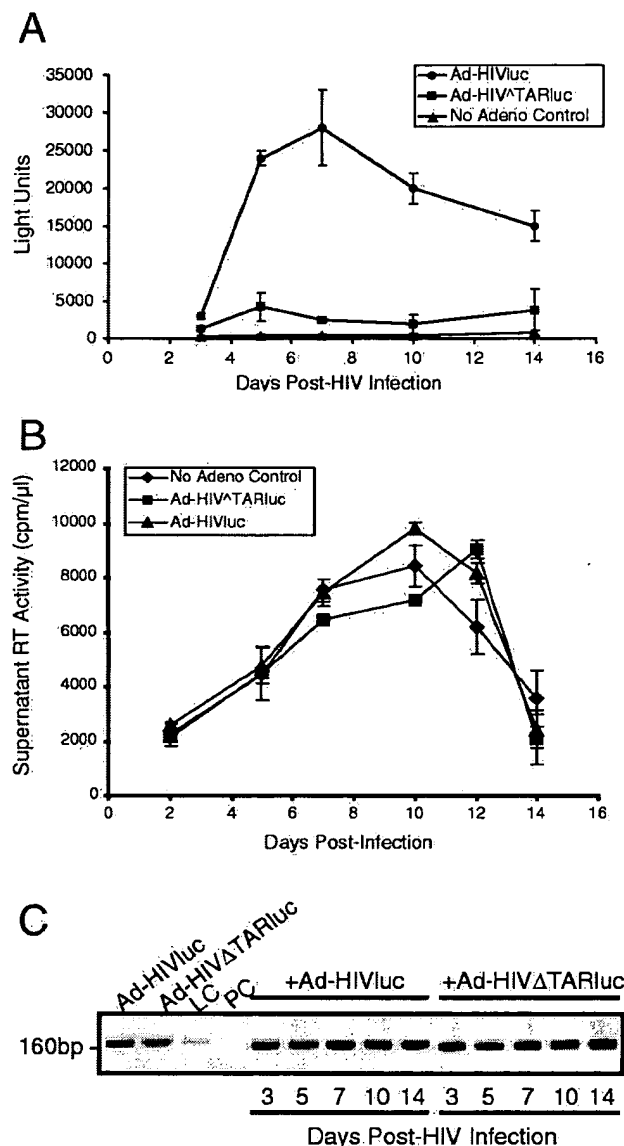 A
35000
30000
25000
20000
15000
10000
5000
0
Light Units
Ad-HIVluc
Ad-HIV^TARluc
No Adeno Control
0 2 4 6 8 10 12 14 16
Days Post-HIV Infection
B
12000
10000
8000
6000
4000
2000
0
Supernatant RT Activity (cpm/µl)
No Adeno Control
Ad-HIV^TARluc
Ad-HIVluc
0 2 4 6 8 10 12 14 16
Days Post-Infection
C
Ad-HIVluc
Ad-HIVΔTARluc
LC
PC
+Ad-HIVluc +Ad-HIVΔTARluc
160bp
3 5 7 10 14 3 5 7 10 14
Days Post-HIV Infection